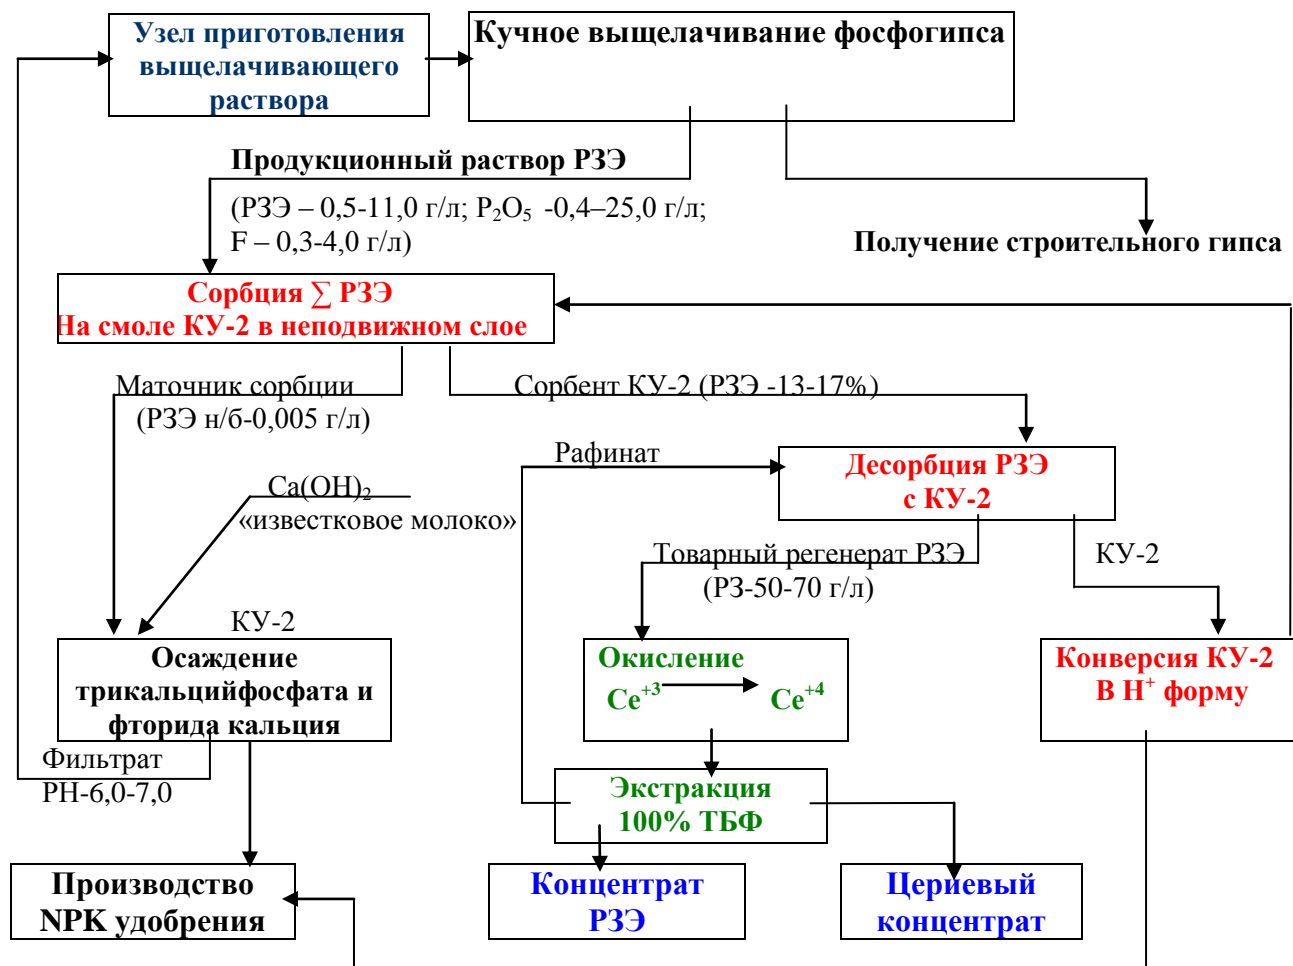 Узел приготовления
выщелачивающего
раствора
Кучное выщелачивание фосфогипса
Продукционный раствор РЗЭ
(РЗЭ – 0,5-11,0 г/л; P₂O₅ -0,4–25,0 г/л;
F – 0,3-4,0 г/л)
Получение строительного гипса
Сорбция ∑ РЗЭ
На смоле КУ-2 в неподвижном слое
Маточник сорбции
(РЗЭ н/б-0,005 г/л)
Сорбент КУ-2 (РЗЭ -13-17%)
Рафинат
Десорбция РЗЭ
с КУ-2
Ca(OH)₂
«известковое молоко»
Товарный регенерат РЗЭ
(РЗ-50-70 г/л)
КУ-2
КУ-2
Осаждение
трикальцийфосфата и
фторида кальция
Окисление
Ce⁺³ Ce⁺⁴
Конверсия КУ-2
В Н⁺ форму
Фильтрат
РН-6,0-7,0
Экстракция
100% ТБФ
Производство
NPK удобрения
Концентрат
РЗЭ
Цериевый
концентрат